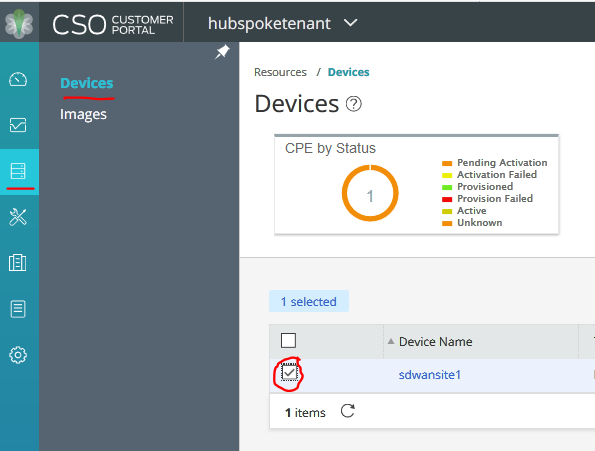 CSO CUSTOMER PORTAL hubspoketenant
Devices
Images
Resources / Devices
Devices ?
CPE by Status
1
Pending Activation
Activation Failed
Provisioned
Provision Failed
Active
Unknown
1 selected
Device Name
sdwansite1
1 items